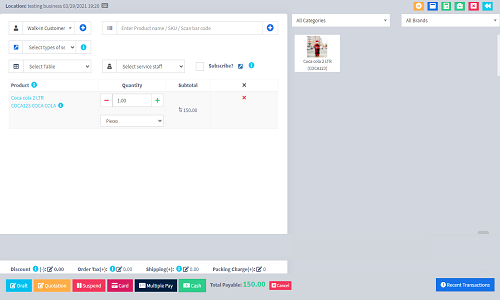 Location: testing business 03/29/2021 19:20
All Categories
All Brands
Walk-In Customer
Enter Product name / SKU / Scan bar code
Select types of se
Select Table
Select service staff
Subscribe?
Product Quantity Subtotal X
Coca cola 2 LTR
COCA123 COCA COLA
1.00
150.00
Pieces
Coca cola 2 LTR
(COCA123)
Discount (-): 0.00
Order Tax(+): 0.00
Shipping(+): 0.00
Packing Charge(+): 0
Draft
Quotation
Suspend
Card
Multiple Pay
Cash
Total Payable: 150.00
Cancel
Recent Transactions